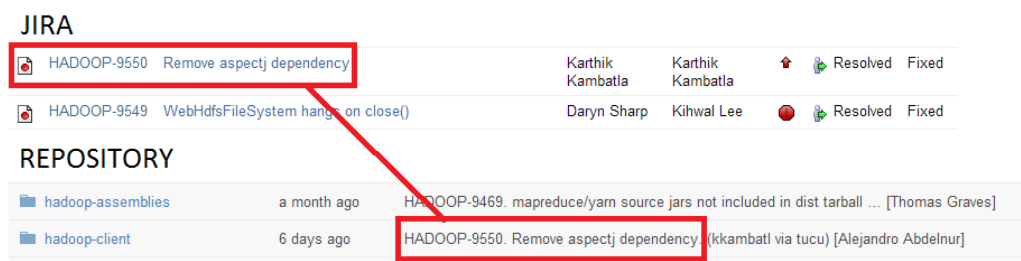 JIRA
HADOOP-9550 Remove aspectj dependency Karthik Karthik Resolved Fixed
Kambatla Kambatla
HADOOP-9549 WebHdfsFileSystem hangs on close() Daryn Sharp Kihwal Lee Resolved Fixed
REPOSITORY
hadoop-assemblies a month ago HADOOP-9469. mapreduce/yarn source jars not included in dist tarball ... [Thomas Graves]
hadoop-client 6 days ago HADOOP-9550. Remove aspectj dependency. (kkambatl via tucu) [Alejandro Abdelnur]